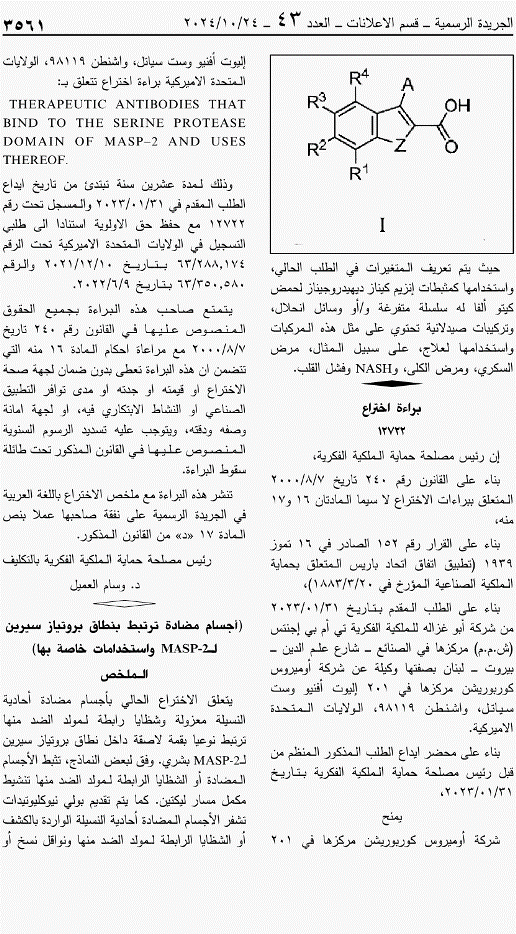 الجريدة الرسمية ــ قسم الاعلانات ــ العدد ٤٣ ــ ٢٠٢٤/١٠/٢٤
٣٥٦١
R⁴
A
R³
OH
R²
O
Z
R¹
I
حيث يتم تعريف المتغيرات في الطلب الحالي،
واستخدامها كمثبطات إنزيم كيناز ديهيدروجيناز لحمض
كيتو ألفا له سلسلة متفرغة و/أو وسائل انحلال،
وتركيبات صيدلانية تحتوي على مثل هذه المركبات
واستخدامها لعلاج، على سبيل المثال، مرض
السكري، ومرض الكلى، وNASH وفشل القلب.
براءة اختراع
١٢٧٢٢
إن رئيس مصلحة حماية الملكية الفكرية،
بناء على القانون رقم ٢٤٠ تاريخ ٢٠٠٠/٨/٧
المتعلق ببراءات الاختراع لا سيما المادتان ١٦ و١٧
منه،
بناء على القرار رقم ١٥٢ الصادر في ١٦ تموز
١٩٣٩ (تطبيق اتفاق اتحاد باريس المتعلق بحماية
الملكية الصناعية المؤرخ في ١٨٨٣/٣/٢٠)،
بناء على الطلب المقدم بتاريخ ٢٠٢٣/٠١/٣١
من شركة أبو غزاله للملكية الفكرية تي أم بي إجنتس
(ش.م.م) مركزها في الصنائع ــ شارع علم الدين ــ
بيروت ــ لبنان بصفتها وكيلة عن شركة أوميروس
كوربوريشن مركزها في ٢٠١ إليوت أفنيو وست
سياتل، واشنطن ٩٨١١٩، الولايات المتحدة
الاميركية.
بناء على محضر ايداع الطلب المذكور المنظم من
قبل رئيس مصلحة حماية الملكية الفكرية بتاريخ
٢٠٢٣/٠١/٣١،
يمنح
شركة أوميروس كوربوريشن مركزها في ٢٠١
إليوت أفنيو وست سياتل، واشنطن ٩٨١١٩، الولايات
المتحدة الاميركية براءة اختراع تتعلق بـ:
THERAPEUTIC ANTIBODIES THAT
BIND TO THE SERINE PROTEASE
DOMAIN OF MASP–2 AND USES
THEREOF.
وذلك لمدة عشرين سنة تبتدئ من تاريخ ايداع
الطلب المقدم في ٢٠٢٣/٠١/٣١ والمسجل تحت رقم
١٢٧٢٢ مع حفظ حق الاولوية استنادا الى طلبي
التسجيل في الولايات المتحدة الاميركية تحت الرقم
٦٣/٢٨٨,١٧٤ بتاريخ ٢٠٢١/١٢/١٠ والرقم
٦٣/٣٥٠,٥٨٠ بتاريخ ٢٠٢٢/٦/٩.
يتمتع صاحب هذه البراءة بجميع الحقوق
المنصوص عليها في القانون رقم ٢٤٠ تاريخ
٢٠٠٠/٨/٧ مع مراعاة احكام المادة ١٦ منه التي
تتضمن ان هذه البراءة تعطى بدون ضمان لجهة صحة
الاختراع او قيمته او جدته او مدى توافر التطبيق
الصناعي او النشاط الابتكاري فيه، او لجهة امانة
وصفه ودقته، ويتوجب عليه تسديد الرسوم السنوية
المنصوص عليها في القانون المذكور تحت طائلة
سقوط البراءة.
تنشر هذه البراءة مع ملخص الاختراع باللغة العربية
في الجريدة الرسمية على نفقة صاحبها عملا بنص
المادة ١٧ «د» من القانون المذكور.
رئيس مصلحة حماية الملكية الفكرية بالتكليف
د. وسام العميل
(أجسام مضادة ترتبط بنطاق بروتياز سيرين
لـMASP-2 واستخدامات خاصة بها)
الملخص
يتعلق الاختراع الحالي بأجسام مضادة أحادية
النسيلة معزولة وشظايا رابطة لمولد الضد منها
ترتبط نوعيا بقمة لاصقة داخل نطاق بروتياز سيرين
لـMASP-2 بشري. وفق لبعض النماذج، تثبط الأجسام
المضادة أو الشظايا الرابطة لمولد الضد منها تنشيط
مكمل مسار ليكتين. كما يتم تقديم بولي نيوكليوتيدات
تشفر الأجسام المضادة أحادية النسيلة الواردة بالكشف
أو الشظايا الرابطة لمولد الضد منها ونواقل نسخ أو